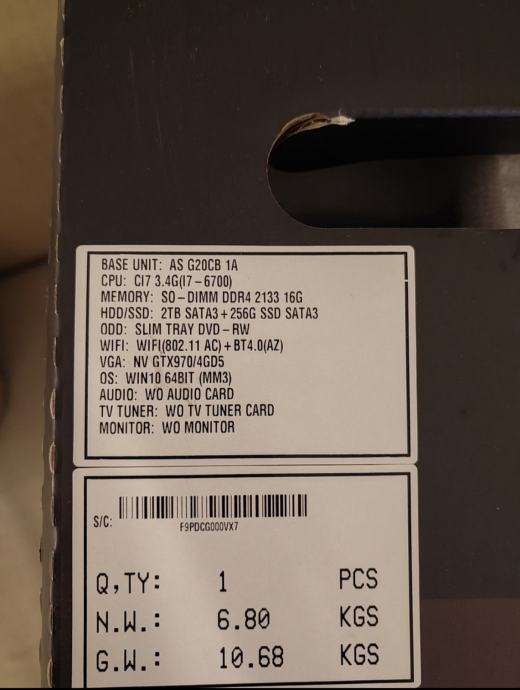 BASE UNIT: AS G20CB 1A
CPU: CI7 3.4G(I7-6700)
MEMORY: SO-DIMM DDR4 2133 16G
HDD/SSD: 2TB SATA3+256G SSD SATA3
ODD: SLIM TRAY DVD-RW
WIFI: WIFI(802.11 AC)+BT4.0(AZ)
VGA: NV GTX970/4GD5
OS: WIN10 64BIT (MM3)
AUDIO: WO AUDIO CARD
TV TUNER: WO TV TUNER CARD
MONITOR: WO MONITOR
S/C:
F9PDCG000VX7
Q,TY: 1 PCS
N.W.: 6.80 KGS
G.W.: 10.68 KGS